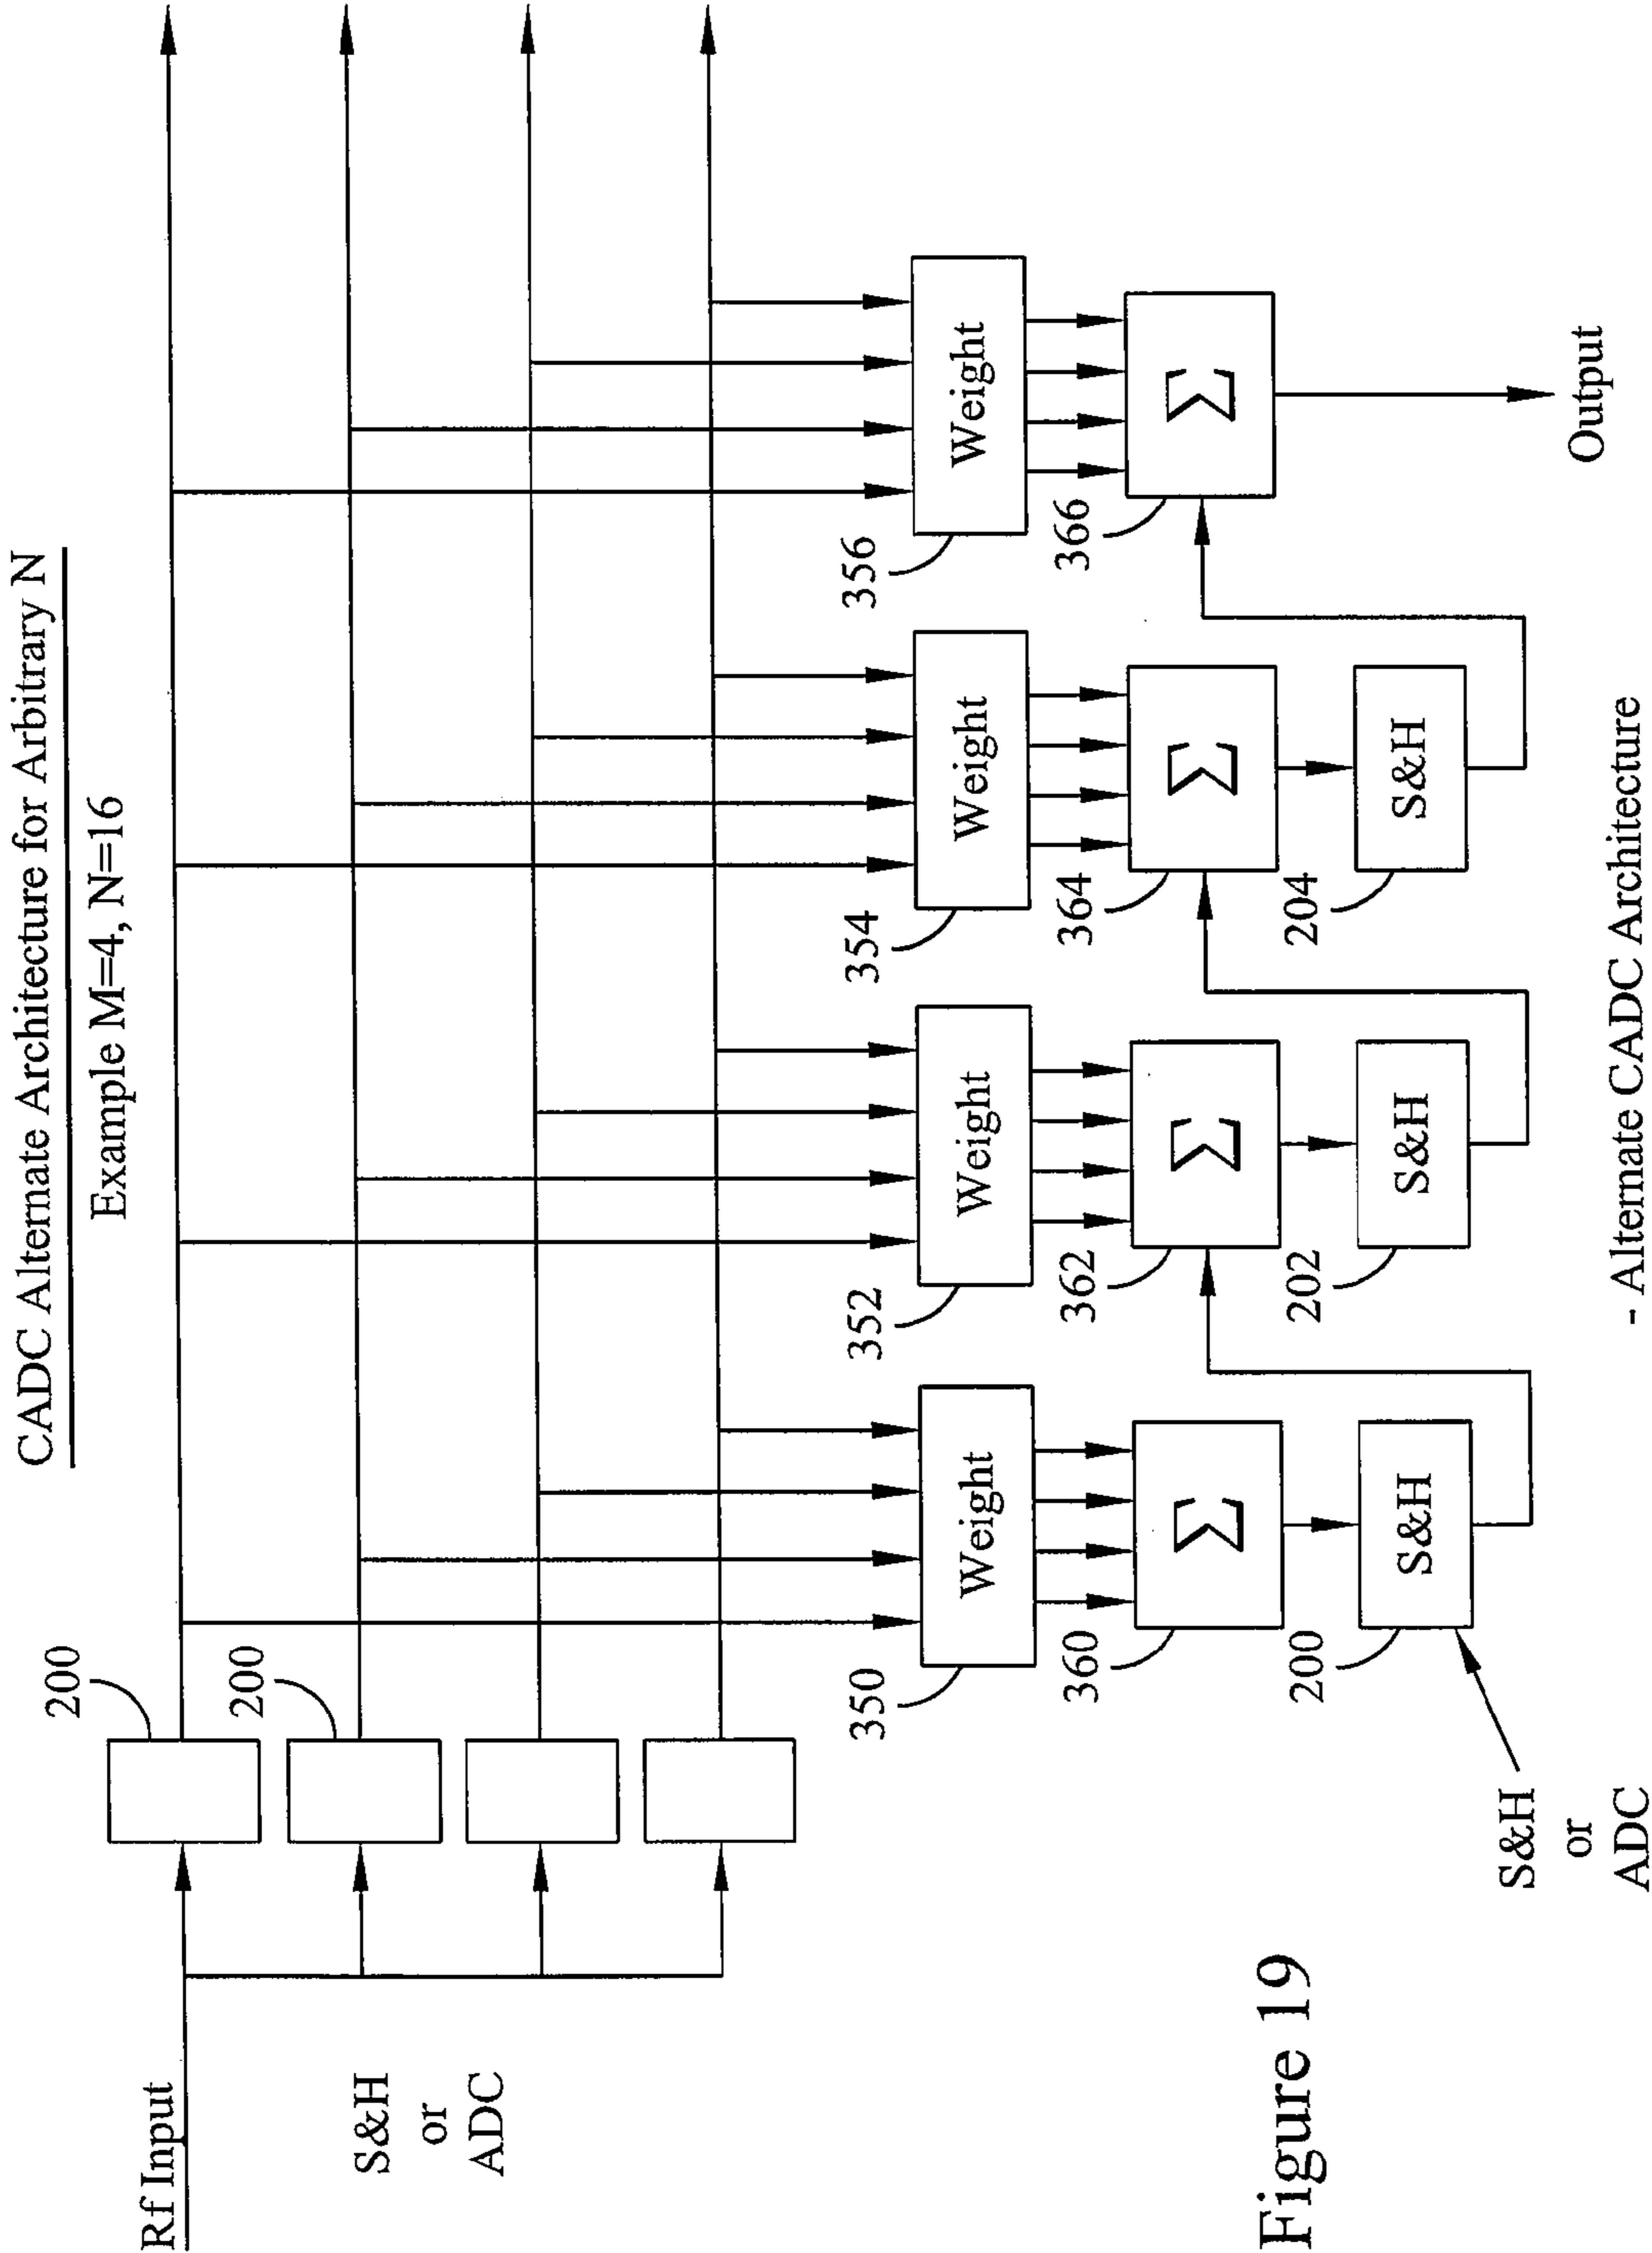 CADC Alternate Architecture for Arbitrary N
Example M=4, N=16
Rf Input
S&H
or
ADC
200
200
350
352
354
356
Weight
Weight
Weight
Weight
360
362
364
366
Σ
Σ
Σ
Σ
200
202
204
S&H
S&H
S&H
S&H
or
ADC
Output
Figure 19
- Alternate CADC Architecture